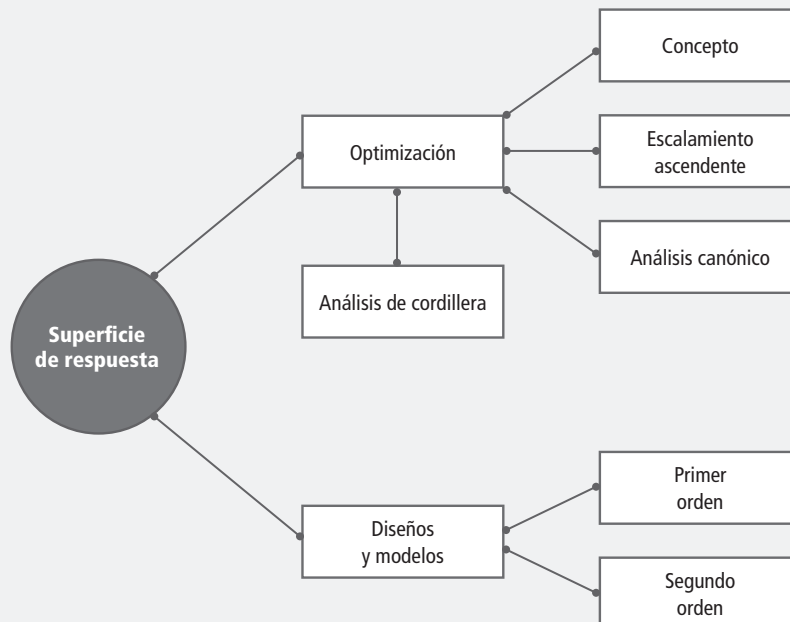 Concepto
Optimización
Escalamiento
ascendente
Análisis canónico
Análisis de cordillera
Superficie
de respuesta
Primer
orden
Diseños
y modelos
Segundo
orden